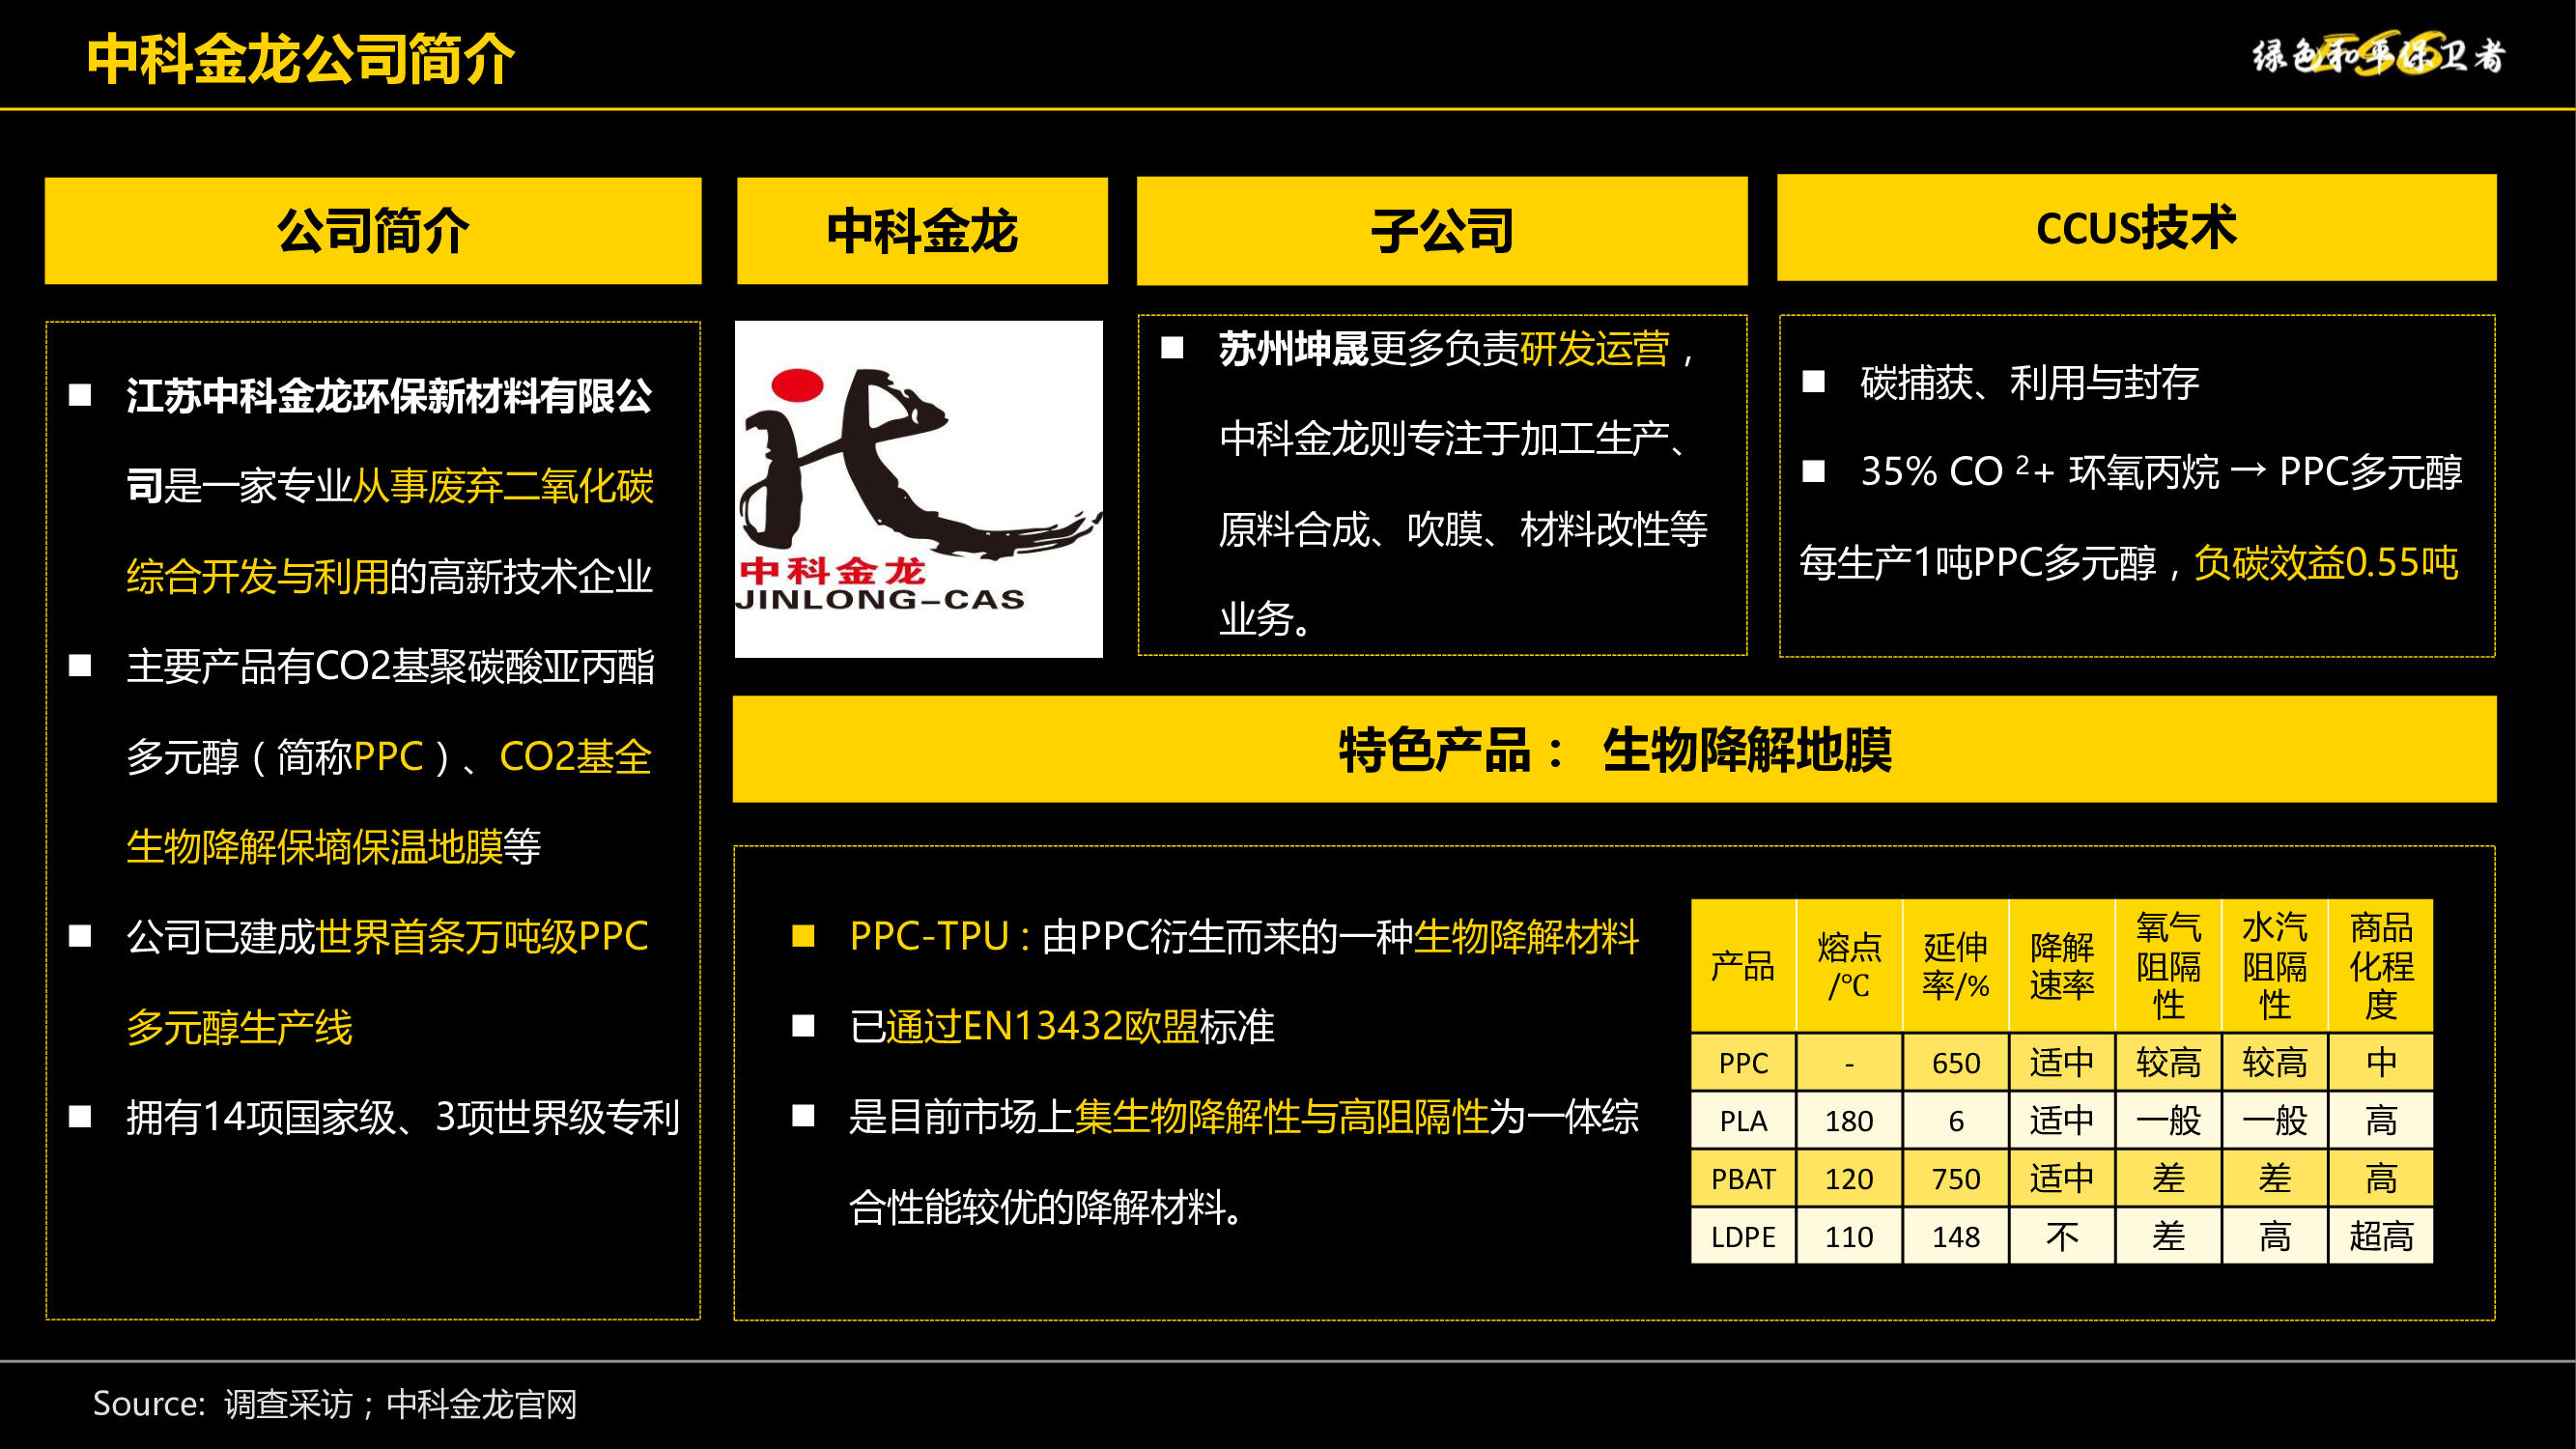 中科金龙公司简介
绿色和平保卫者
公司简介
江苏中科金龙环保新材料有限公
司是一家专业从事废弃二氧化碳
综合开发与利用的高新技术企业
主要产品有CO2基聚碳酸亚丙酯
多元醇（简称PPC）、CO2基全
生物降解保墒保温地膜等
公司已建成世界首条万吨级PPC
多元醇生产线
拥有14项国家级、3项世界级专利
中科金龙
中科金龙
JINLONG-CAS
子公司
苏州坤晟更多负责研发运营，
中科金龙则专注于加工生产、
原料合成、吹膜、材料改性等
业务。
CCUS技术
碳捕获、利用与封存
35% CO ²+ 环氧丙烷 → PPC多元醇
每生产1吨PPC多元醇，负碳效益0.55吨
特色产品： 生物降解地膜
PPC-TPU：由PPC衍生而来的一种生物降解材料
已通过EN13432欧盟标准
是目前市场上集生物降解性与高阻隔性为一体综
合性能较优的降解材料。
产品 熔点/℃ 延伸率/% 降解速率 氧气阻隔性 水汽阻隔性 商品化程度
PPC - 650 适中 较高 较高 中
PLA 180 6 适中 一般 一般 高
PBAT 120 750 适中 差 差 高
LDPE 110 148 不 差 高 超高
Source: 调查采访；中科金龙官网